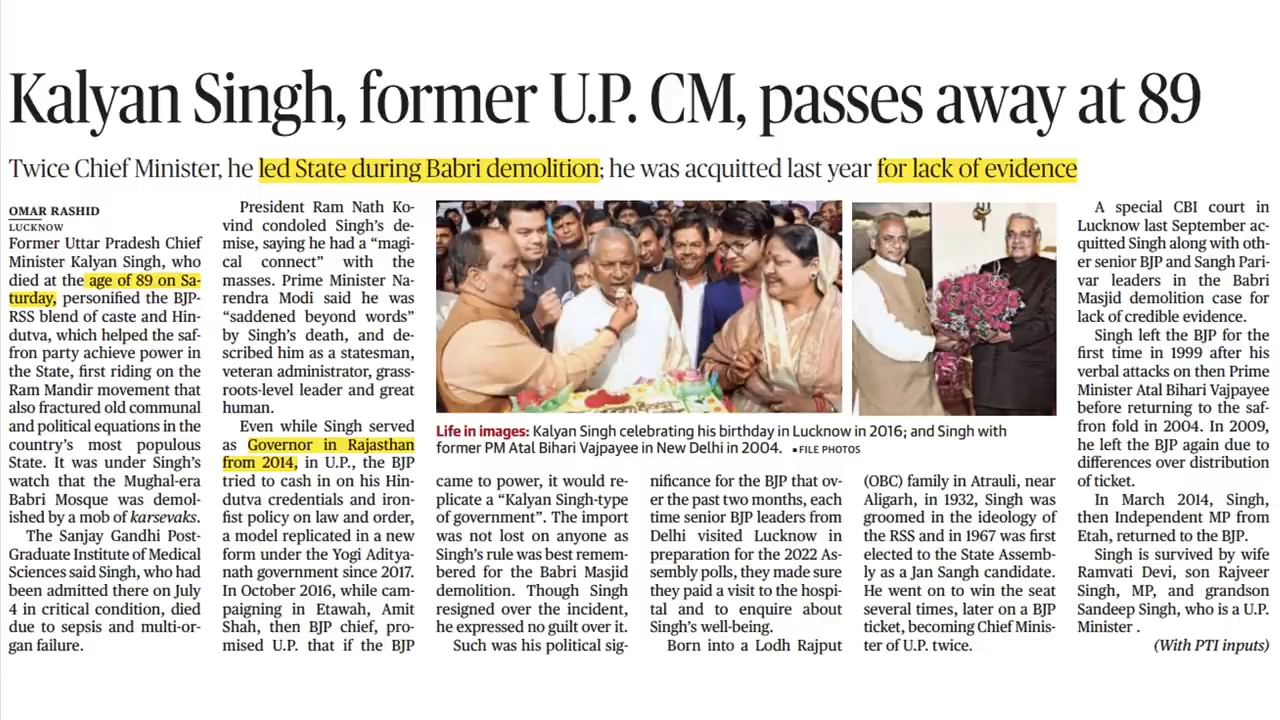 Kalyan Singh, former U.P. CM, passes away at 89
Twice Chief Minister, he led State during Babri demolition; he was acquitted last year for lack of evidence
OMAR RASHID
LUCKNOW
Former Uttar Pradesh Chief
Minister Kalyan Singh, who
died at the age of 89 on Sa-
turday, personified the BJP-
RSS blend of caste and Hin-
dutva, which helped the saf-
fron party achieve power in
the State, first riding on the
Ram Mandir movement that
also fractured old communal
and political equations in the
country's most populous
State. It was under Singh's
watch that the Mughal-era
Babri Mosque was demol-
ished by a mob of karsevaks.
The Sanjay Gandhi Post-
Graduate Institute of Medical
Sciences said Singh, who had
been admitted there on July
4 in critical condition, died
due to sepsis and multi-or-
gan failure.
President Ram Nath Ko-
vind condoled Singh's de-
mise, saying he had a "magi-
cal connect" with the
masses. Prime Minister Na-
rendra Modi said he was
"saddened beyond words"
by Singh's death, and de-
scribed him as a statesman,
veteran administrator, grass-
roots-level leader and great
human.
Even while Singh served
as Governor in Rajasthan
from 2014, in U.P., the BJP
tried to cash in on his Hin-
dutva credentials and iron-
fist policy on law and order,
a model replicated in a new
form under the Yogi Aditya-
nath government since 2017.
In October 2016, while cam-
paigning in Etawah, Amit
Shah, then BJP chief, pro-
mised U.P. that if the BJP
Life in images: Kalyan Singh celebrating his birthday in Lucknow in 2016; and Singh with
former PM Atal Bihari Vajpayee in New Delhi in 2004. ▪FILE PHOTOS
came to power, it would re-
plicate a "Kalyan Singh-type
of government". The import
was not lost on anyone as
Singh's rule was best remem-
bered for the Babri Masjid
demolition. Though Singh
resigned over the incident,
he expressed no guilt over it.
Such was his political sig-
nificance for the BJP that ov-
er the past two months, each
time senior BJP leaders from
Delhi visited Lucknow in
preparation for the 2022 As-
sembly polls, they made sure
they paid a visit to the hospi-
tal and to enquire about
Singh's well-being.
Born into a Lodh Rajput
(OBC) family in Atrauli, near
Aligarh, in 1932, Singh was
groomed in the ideology of
the RSS and in 1967 was first
elected to the State Assemb-
ly as a Jan Sangh candidate.
He went on to win the seat
several times, later on a BJP
ticket, becoming Chief Minis-
ter of U.P. twice.
A special CBI court in
Lucknow last September ac-
quitted Singh along with oth-
er senior BJP and Sangh Pari-
var leaders in the Babri
Masjid demolition case for
lack of credible evidence.
Singh left the BJP for the
first time in 1999 after his
verbal attacks on then Prime
Minister Atal Bihari Vajpayee
before returning to the saf-
fron fold in 2004. In 2009,
he left the BJP again due to
differences over distribution
of ticket.
In March 2014, Singh,
then Independent MP from
Etah, returned to the BJP.
Singh is survived by wife
Ramvati Devi, son Rajveer
Singh, MP, and grandson
Sandeep Singh, who is a U.P.
Minister .
(With PTI inputs)